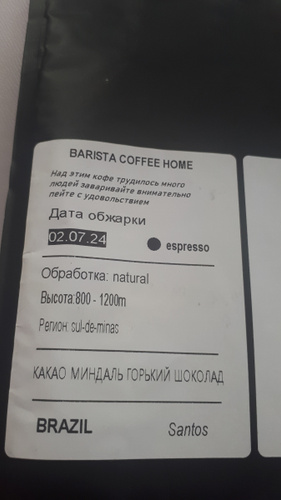 BARISTA COFFEE HOME
Над этим кофе трудилось много
людей заваривайте внимательно
пейте с удовольствием
Дата обжарки
02.07.24 espresso
Обработка: natural
Высота: 800 - 1200m
Регион: sul-de-minas
КАКАО МИНДАЛЬ ГОРЬКИЙ ШОКОЛАД
BRAZIL Santos